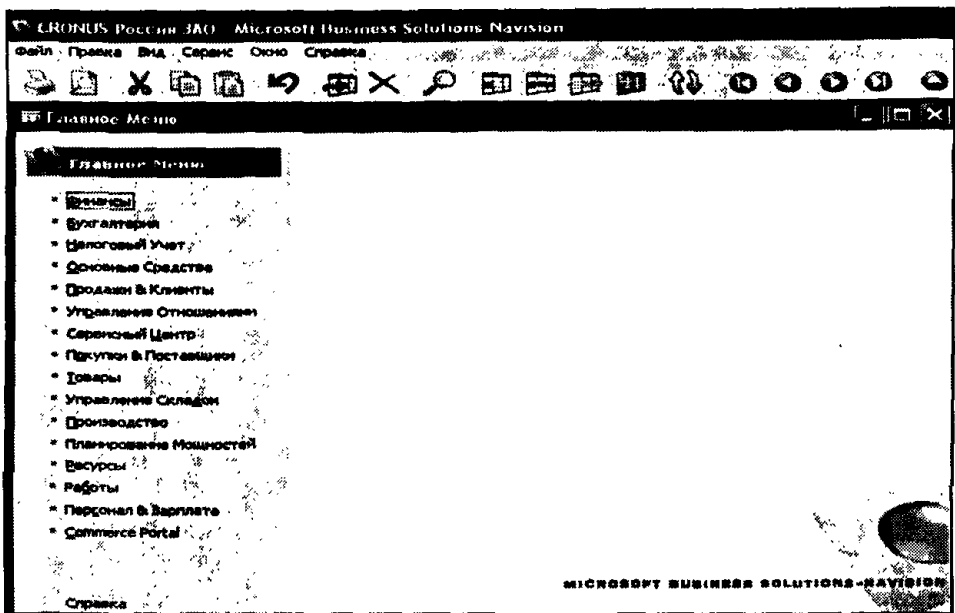 CRONUS Россия ЗАО - Microsoft Business Solutions Navision
Файл Правка Вид Сервис Окно Справка
Главное Меню
Главное Меню
Финансы
Бухгалтерия
Налоговый Учет
Основные Средства
Продажи & Клиенты
Управление Отношениями
Сервисный Центр
Покупки & Поставщики
Товары
Управление Складом
Производство
Планирование Мощностей
Ресурсы
Работы
Персонал & Зарплата
Commerce Portal
MICROSOFT BUSINESS SOLUTIONS-NAVISION
Справка